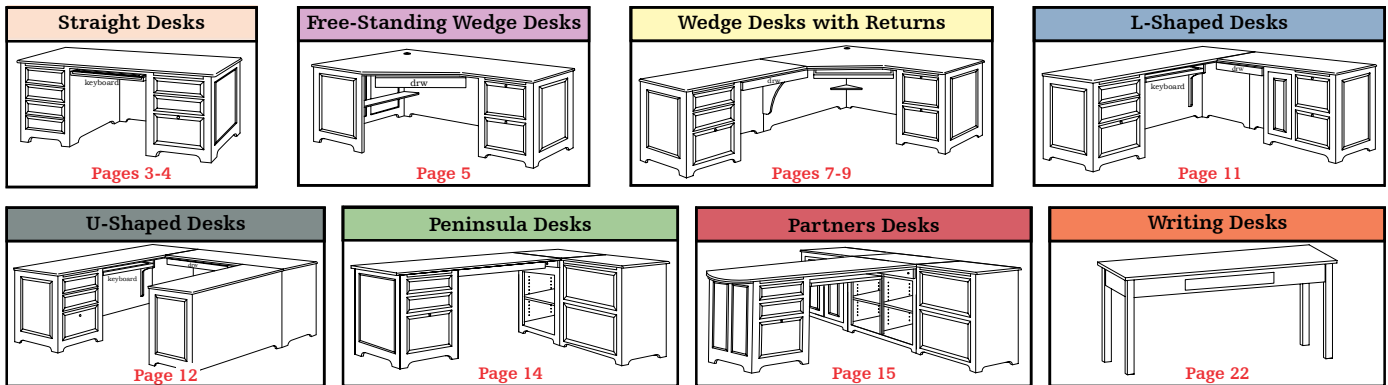 Straight Desks
keyboard
Pages 3-4
Free-Standing Wedge Desks
drw
Page 5
Wedge Desks with Returns
drw
Pages 7-9
L-Shaped Desks
keyboard
drw
Page 11
U-Shaped Desks
keyboard
drw
Page 12
Peninsula Desks
Page 14
Partners Desks
Page 15
Writing Desks
Page 22